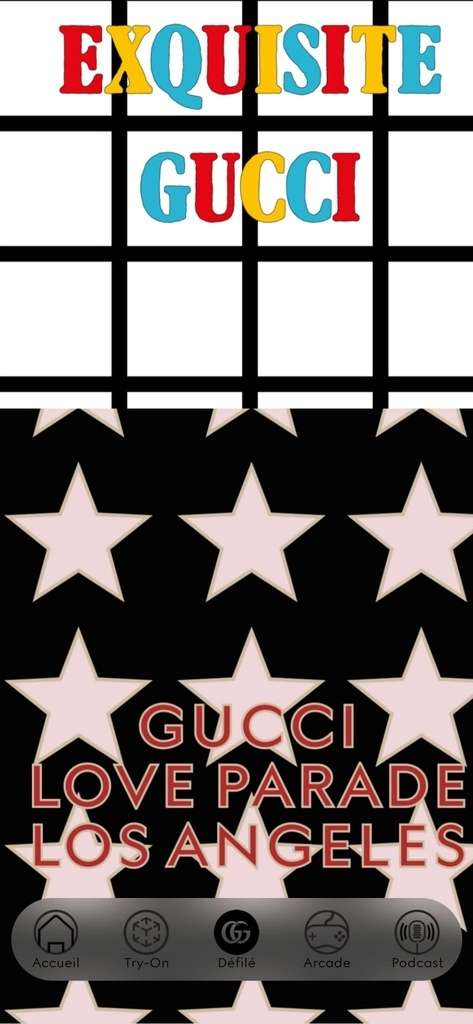 EXQUISITE
GUCCI
GUCCI
LOVE PARADE
LOS ANGELES
Accueil Try-On Défilé Arcade Podcast